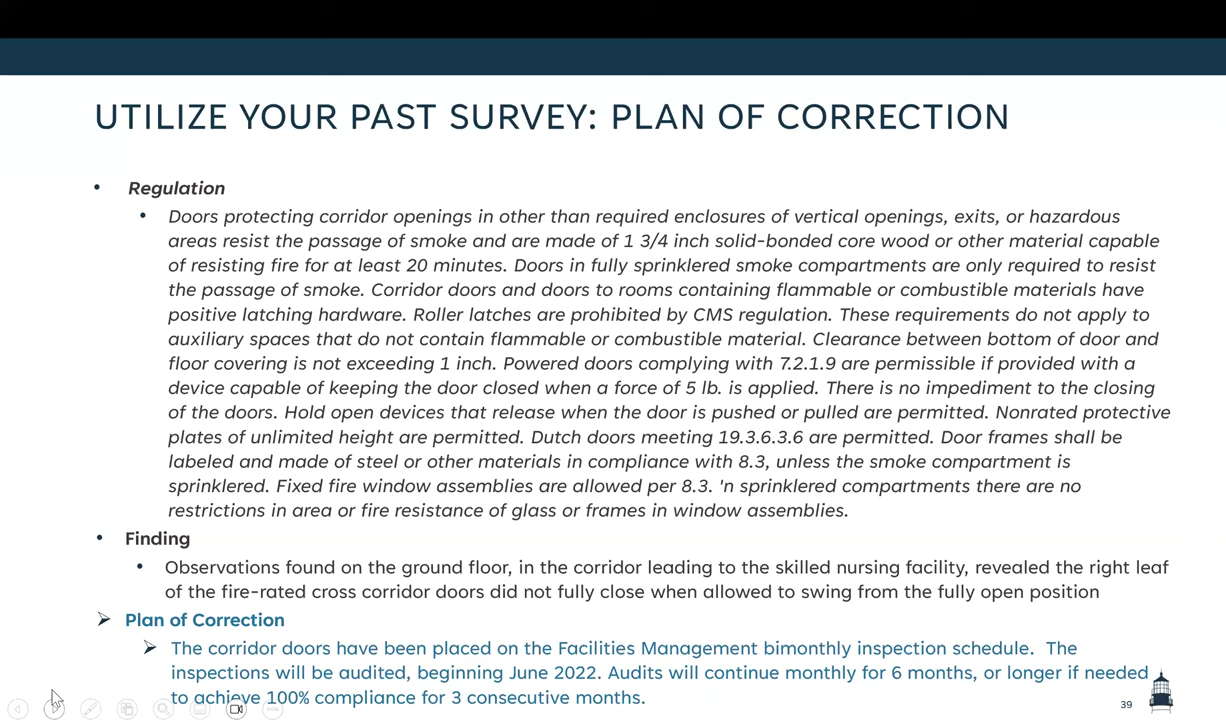 UTILIZE YOUR PAST SURVEY: PLAN OF CORRECTION
• Regulation
• Doors protecting corridor openings in other than required enclosures of vertical openings, exits, or hazardous
areas resist the passage of smoke and are made of 1 3/4 inch solid-bonded core wood or other material capable
of resisting fire for at least 20 minutes. Doors in fully sprinklered smoke compartments are only required to resist
the passage of smoke. Corridor doors and doors to rooms containing flammable or combustible materials have
positive latching hardware. Roller latches are prohibited by CMS regulation. These requirements do not apply to
auxiliary spaces that do not contain flammable or combustible material. Clearance between bottom of door and
floor covering is not exceeding 1 inch. Powered doors complying with 7.2.1.9 are permissible if provided with a
device capable of keeping the door closed when a force of 5 lb. is applied. There is no impediment to the closing
of the doors. Hold open devices that release when the door is pushed or pulled are permitted. Nonrated protective
plates of unlimited height are permitted. Dutch doors meeting 19.3.6.3.6 are permitted. Door frames shall be
labeled and made of steel or other materials in compliance with 8.3, unless the smoke compartment is
sprinklered. Fixed fire window assemblies are allowed per 8.3. 'n sprinklered compartments there are no
restrictions in area or fire resistance of glass or frames in window assemblies.
• Finding
• Observations found on the ground floor, in the corridor leading to the skilled nursing facility, revealed the right leaf
of the fire-rated cross corridor doors did not fully close when allowed to swing from the fully open position
➢ Plan of Correction
➢ The corridor doors have been placed on the Facilities Management bimonthly inspection schedule. The
inspections will be audited, beginning June 2022. Audits will continue monthly for 6 months, or longer if needed
to achieve 100% compliance for 3 consecutive months.
39